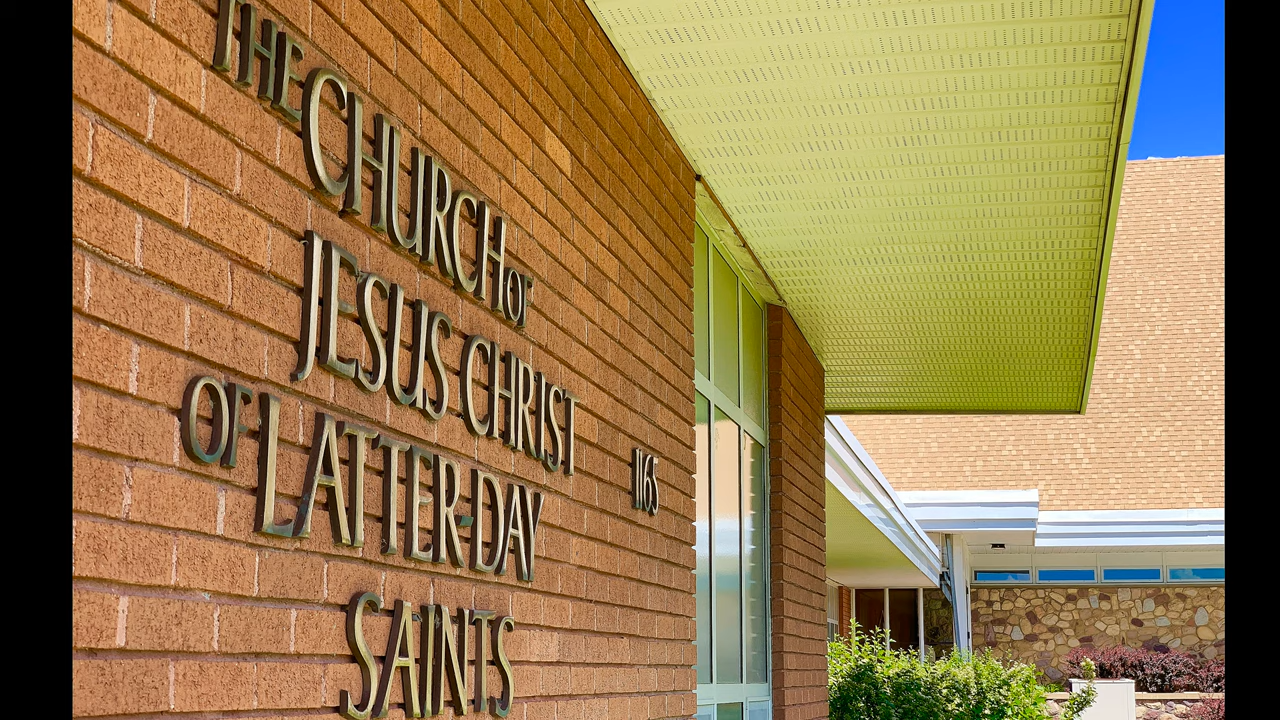 THE CHURCH OF
JESUS CHRIST
OF LATTER-DAY
SAINTS
1165